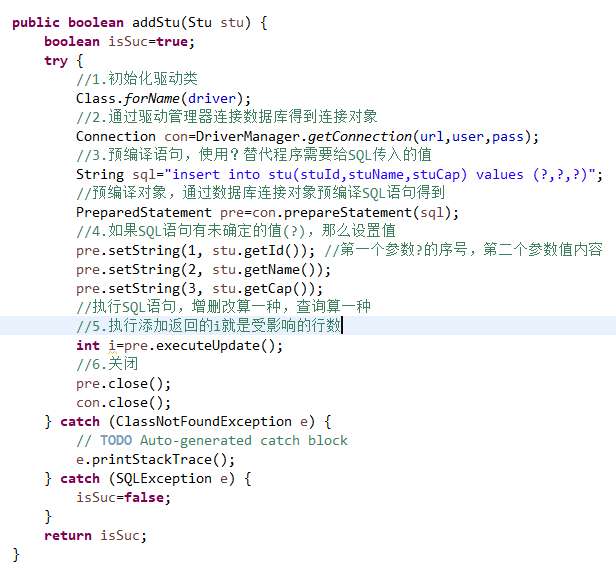 public boolean addStu(Stu stu) {
boolean isSuc=true;
try {
//1.初始化驱动类
Class.forName(driver);
//2.通过驱动管理器连接数据库得到连接对象
Connection con=DriverManager.getConnection(url,user,pass);
//3.预编译语句，使用？替代程序需要给SQL传入的值
String sql="insert into stu(stuId,stuName,stuCap) values (?,?,?)";
//预编译对象，通过数据库连接对象预编译SQL语句得到
PreparedStatement pre=con.prepareStatement(sql);
//4.如果SQL语句有未确定的值(?)，那么设置值
pre.setString(1, stu.getId()); //第一个参数?的序号，第二个参数值内容
pre.setString(2, stu.getName());
pre.setString(3, stu.getCap());
//执行SQL语句，增删改算一种，查询算一种
//5.执行添加返回的i就是受影响的行数
int i=pre.executeUpdate();
//6.关闭
pre.close();
con.close();
} catch (ClassNotFoundException e) {
// TODO Auto-generated catch block
e.printStackTrace();
} catch (SQLException e) {
isSuc=false;
}
return isSuc;
}